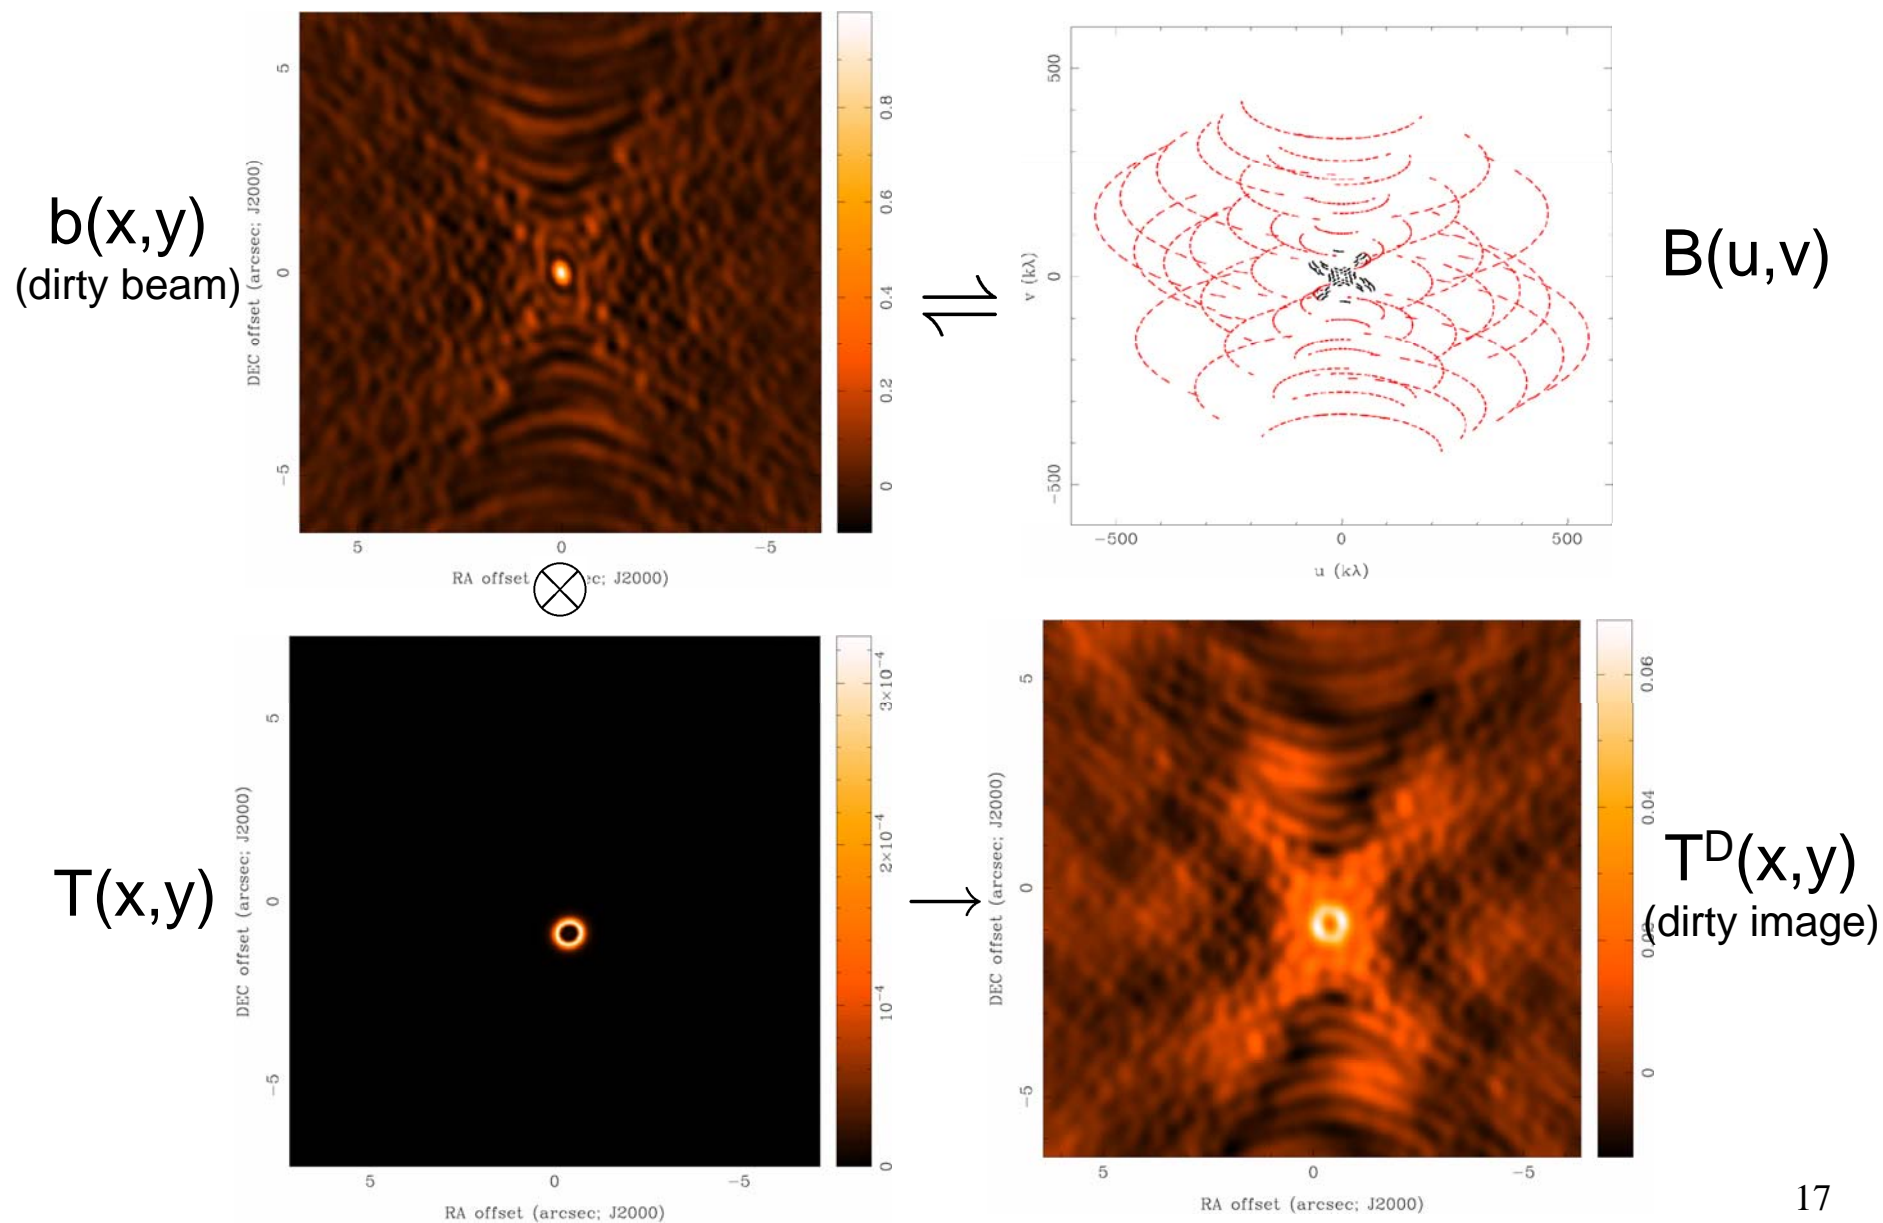 b(x,y)
(dirty beam)
DEC offset (arcsec; J2000)
5
0
−5
5
0
−5
RA offset
ec; J2000)
0.8
0.6
0.4
0.2
0
⇌
v (kλ)
500
0
−500
−500
0
500
u (kλ)
B(u,v)
⊗
T(x,y)
DEC offset (arcsec; J2000)
5
0
−5
5
0
−5
RA offset (arcsec; J2000)
3×10⁻⁴
2×10⁻⁴
10⁻⁴
0
→
DEC offset (arcsec; J2000)
5
0
−5
5
0
−5
RA offset (arcsec; J2000)
0.06
0.04
0.02
0
Tᴰ(x,y)
(dirty image)
17